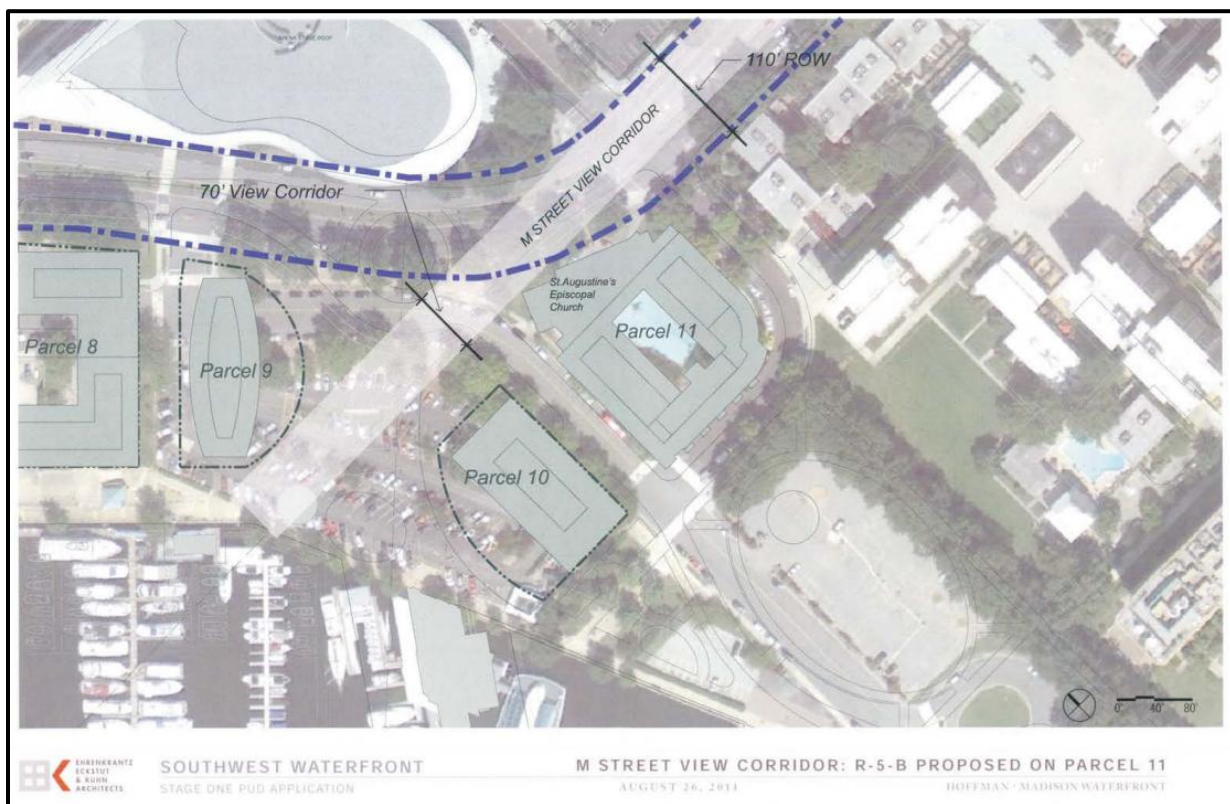 110' ROW
M STREET VIEW CORRIDOR
70' View Corridor
St.Augustine's
Episcopal
Church
Parcel 11
Parcel 8
Parcel 9
Parcel 10
0' 40' 80'
EHRENKRANTZ
ECKSTUT
& KUHN
ARCHITECTS
SOUTHWEST WATERFRONT
STAGE ONE PUD APPLICATION
M STREET VIEW CORRIDOR: R-5-B PROPOSED ON PARCEL 11
AUGUST 26, 2011
HOFFMAN · MADISON WATERFRONT